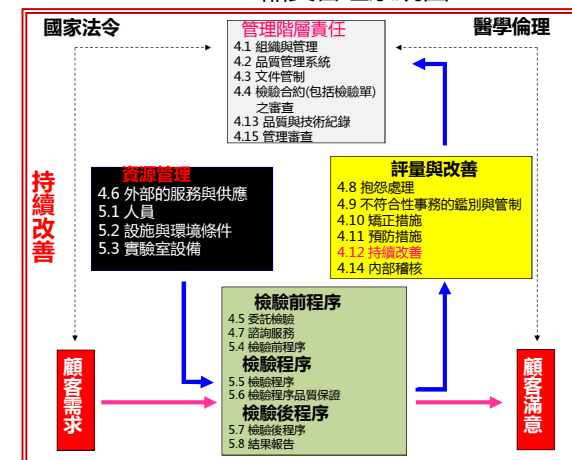 國家法令
醫學倫理
管理階層責任
4.1 組織與管理
4.2 品質管理系統
4.3 文件管制
4.4 檢驗合約(包括檢驗單)
之審查
4.13 品質與技術紀錄
4.15 管理審查
持續改善
資源管理
4.6 外部的服務與供應
5.1 人員
5.2 設施與環境條件
5.3 實驗室設備
評量與改善
4.8 抱怨處理
4.9 不符合性事務的鑑別與管制
4.10 矯正措施
4.11 預防措施
4.12 持續改善
4.14 內部稽核
檢驗前程序
4.5 委託檢驗
4.7 諮詢服務
5.4 檢驗前程序
檢驗程序
5.5 檢驗程序
5.6 檢驗程序品質保證
檢驗後程序
5.7 檢驗後程序
5.8 結果報告
顧客需求
顧客滿意